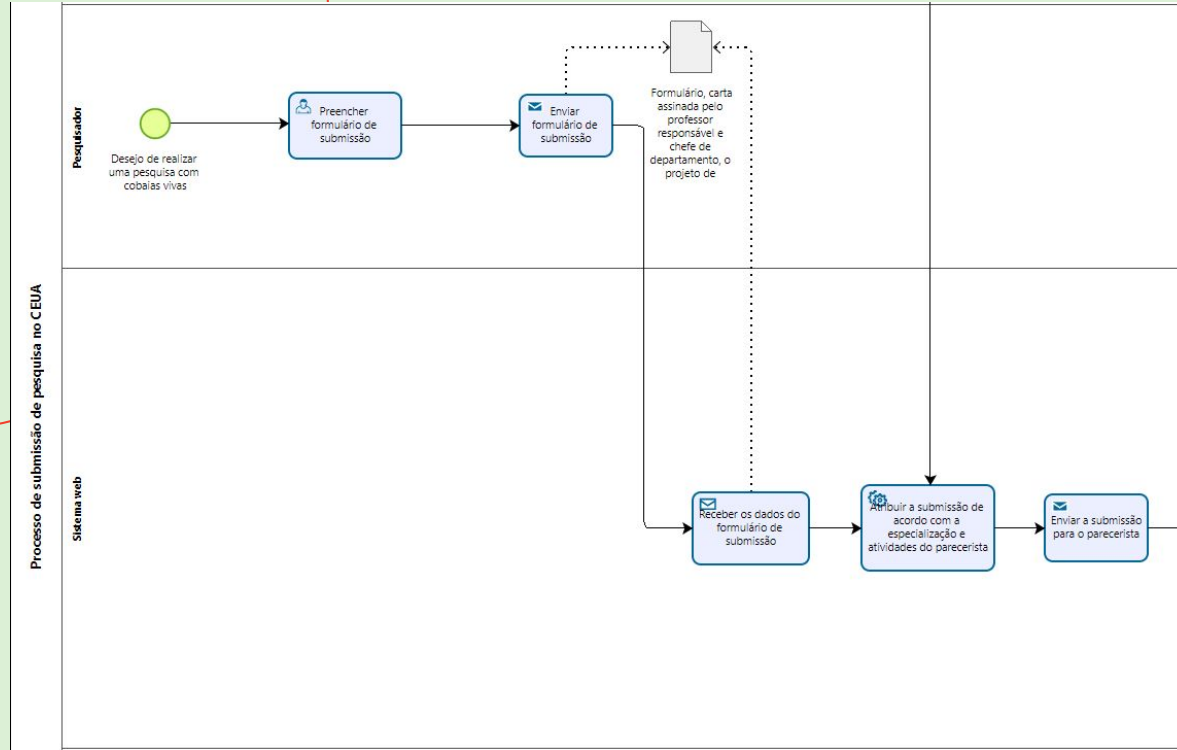 Processo de submissão de pesquisa no CEUA
Pesquisador
Desejo de realizar
uma pesquisa com
cobaias vivas
Preencher
formulário de
submissão
Enviar
formulário de
submissão
Formulário, carta
assinada pelo
professor
responsável e
chefe de
departamento, o
projeto de
Sistema web
Receber os dados do
formulário de
submissão
Atribuir a submissão de
acordo com a
especialização e
atividades do parecerista
Enviar a submissão
para o parecerista